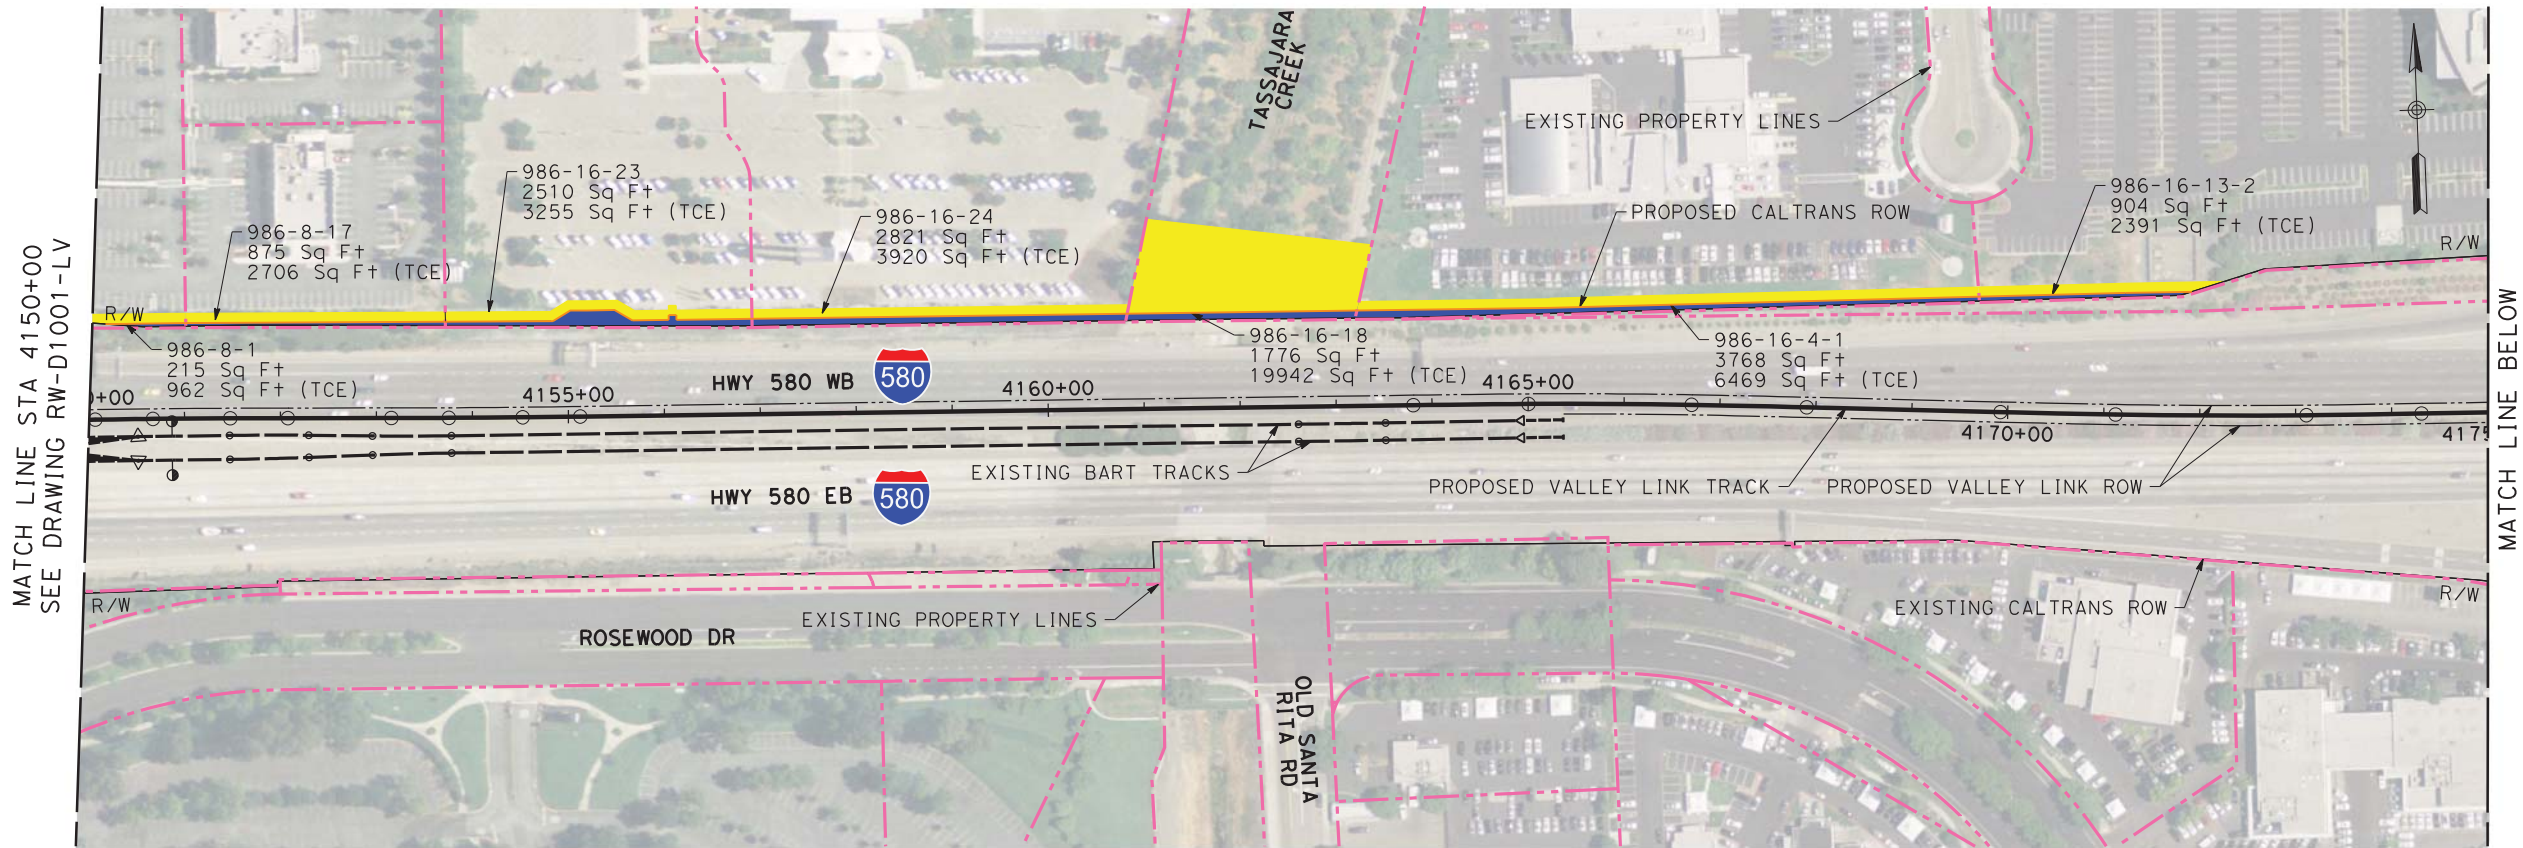 MATCH LINE STA 4150+00
SEE DRAWING RW-D1001-LV
TASSAJARA
CREEK
EXISTING PROPERTY LINES
986-16-23
2510 Sq Ft
3255 Sq Ft (TCE)
986-16-13-2
904 Sq Ft
2391 Sq Ft (TCE)
986-8-17
875 Sq Ft
2706 Sq Ft (TCE)
986-16-24
2821 Sq Ft
3920 Sq Ft (TCE)
PROPOSED CALTRANS ROW
R/W
R/W
986-8-1
215 Sq Ft
962 Sq Ft (TCE)
986-16-18
1776 Sq Ft
19942 Sq Ft (TCE)
986-16-4-1
3768 Sq Ft
6469 Sq Ft (TCE)
HWY 580 WB
580
+00
4155+00
4160+00
4165+00
4170+00
417
EXISTING BART TRACKS
PROPOSED VALLEY LINK TRACK
PROPOSED VALLEY LINK ROW
HWY 580 EB
580
MATCH LINE BELOW
R/W
EXISTING PROPERTY LINES
EXISTING CALTRANS ROW
R/W
ROSEWOOD DR
OLD SANTA
RITA RD